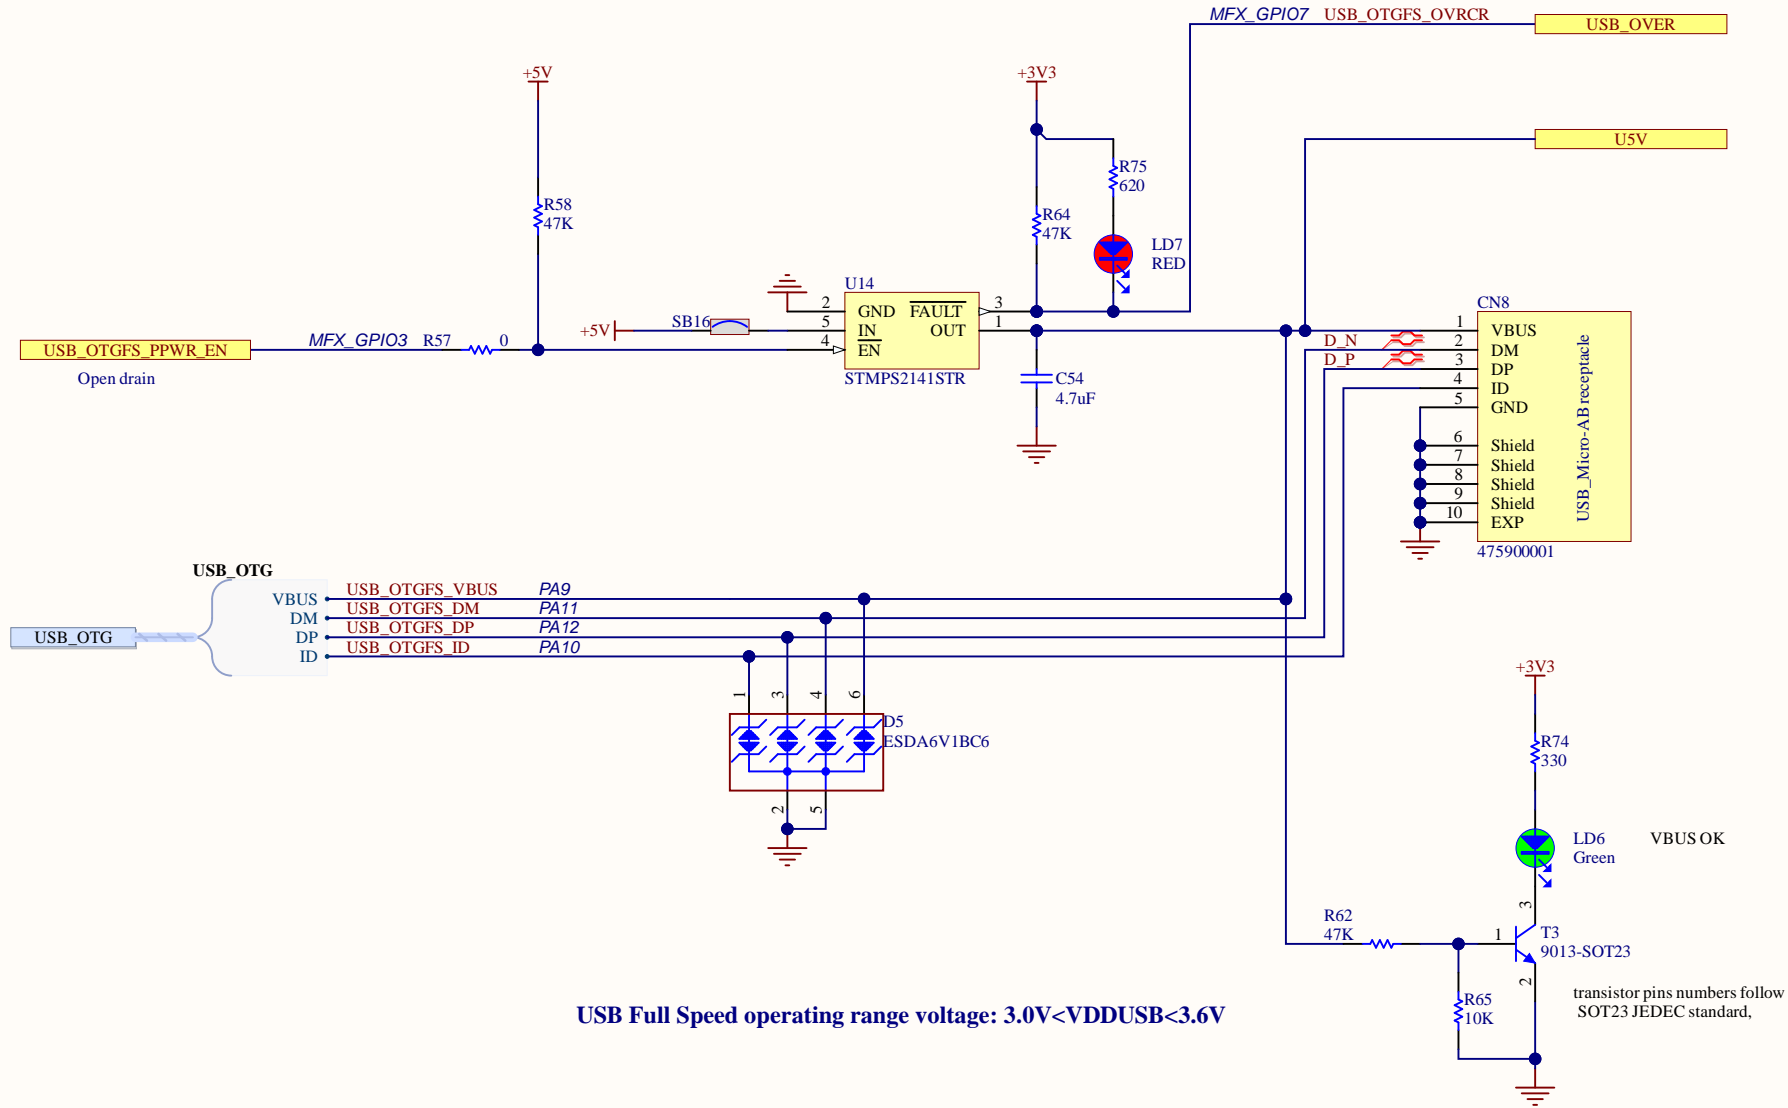 MFX_GPIO7 USB_OTGFS_OVRCR
USB_OVER
+5V
+3V3
U5V
R75
620
R58
47K
R64
47K
LD7
RED
U14
2 GND FAULT 3
+5V SB16 5 IN OUT 1
USB_OTGFS_PPWR_EN MFX_GPIO3 R57 0 4 EN
Open drain
STMPS2141STR
C54
4.7uF
CN8
1 VBUS
D_N 2 DM
D_P 3 DP
4 ID
5 GND
6 Shield
7 Shield
8 Shield
9 Shield
10 EXP
USB_Micro-AB receptacle
475900001
USB_OTG
VBUS USB_OTGFS_VBUS PA9
DM USB_OTGFS_DM PA11
USB_OTG DP USB_OTGFS_DP PA12
ID USB_OTGFS_ID PA10
1 3 4 6
D5
ESDA6V1BC6
2 5
+3V3
R74
330
LD6 VBUS OK
Green
3
R62
47K
1 T3
9013-SOT23
2
transistor pins numbers follow
SOT23 JEDEC standard,
R65
10K
USB Full Speed operating range voltage: 3.0V<VDDUSB<3.6V